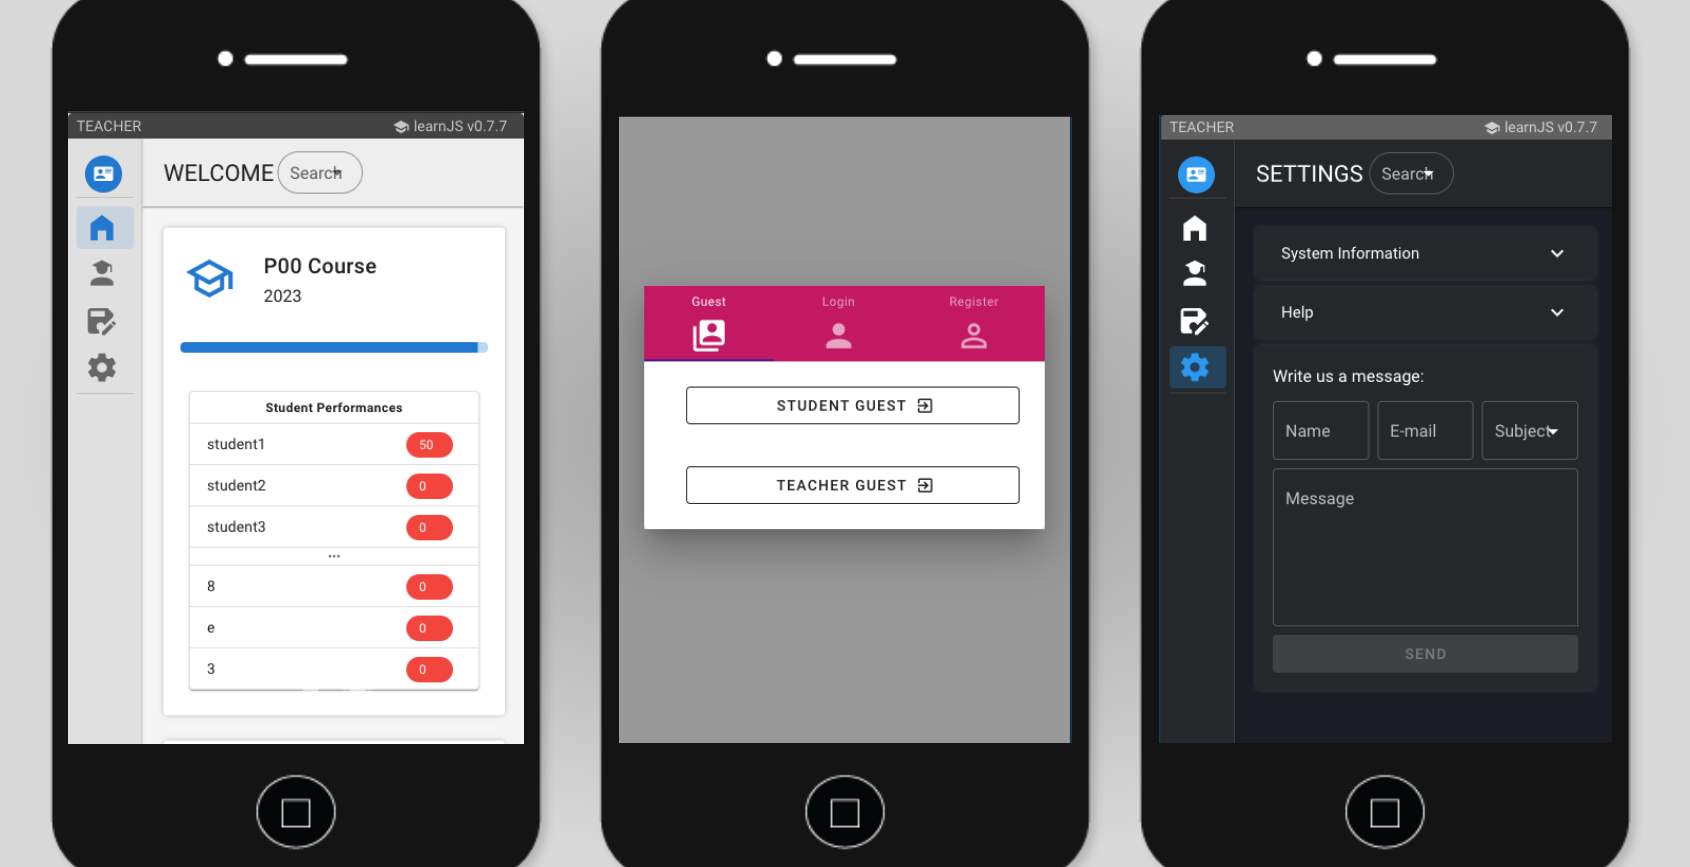 TEACHER learnJS v0.7.7
WELCOME Search
P00 Course
2023
Student Performances
student1 50
student2 0
student3 0
...
8 0
e 0
3 0
Guest Login Register
STUDENT GUEST
TEACHER GUEST
TEACHER learnJS v0.7.7
SETTINGS Search
System Information
Help
Write us a message:
Name E-mail Subject
Message
SEND